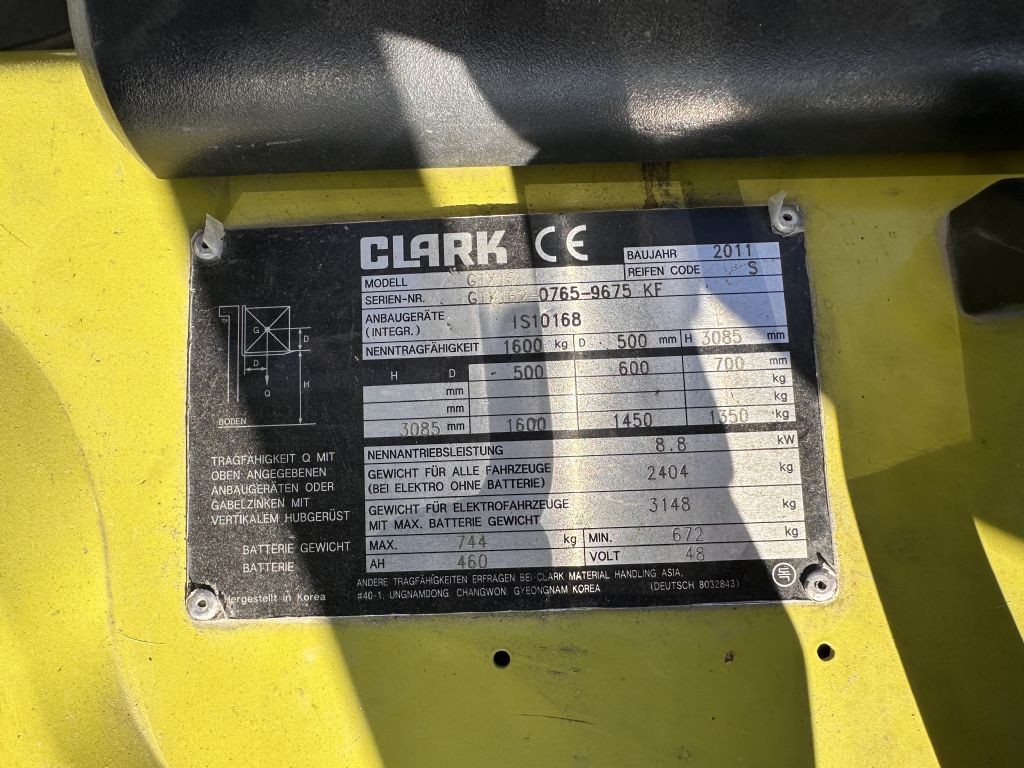 CLARK CE
BAUJAHR 2011
MODELL
REIFEN CODE S
SERIEN-NR. 0765-9675 KF
ANBAUGERÄTE (INTEGR.) IS10168
NENNTRAGFÄHIGKEIT 1600 kg D - 500 mm H 3085 mm
H D - 500 600 700 mm
mm - - kg
mm kg
3085 mm 1600 1450 1350 kg
NENNANTRIEBSLEISTUNG 8.8 kW
GEWICHT FÜR ALLE FAHRZEUGE
(BEI ELEKTRO OHNE BATTERIE) 2404 kg
GEWICHT FÜR ELEKTROFAHRZEUGE
MIT MAX. BATTERIE GEWICHT 3148 kg
BATTERIE GEWICHT MAX. 744 kg MIN. 672 kg
BATTERIE AH 460 VOLT 48
G D
D H
Q
BODEN
TRAGFÄHIGKEIT Q MIT
OBEN ANGEGEBENEN
ANBAUGERÄTEN ODER
GABELZINKEN MIT
VERTIKALEM HUBGERÜST
ANDERE TRAGFÄHIGKEITEN ERFRAGEN BEI CLARK MATERIAL HANDLING ASIA,
#40-1, UNGNAMDONG, CHANGWON, GYEONGNAM KOREA (DEUTSCH 8032843)
Hergestellt in Korea